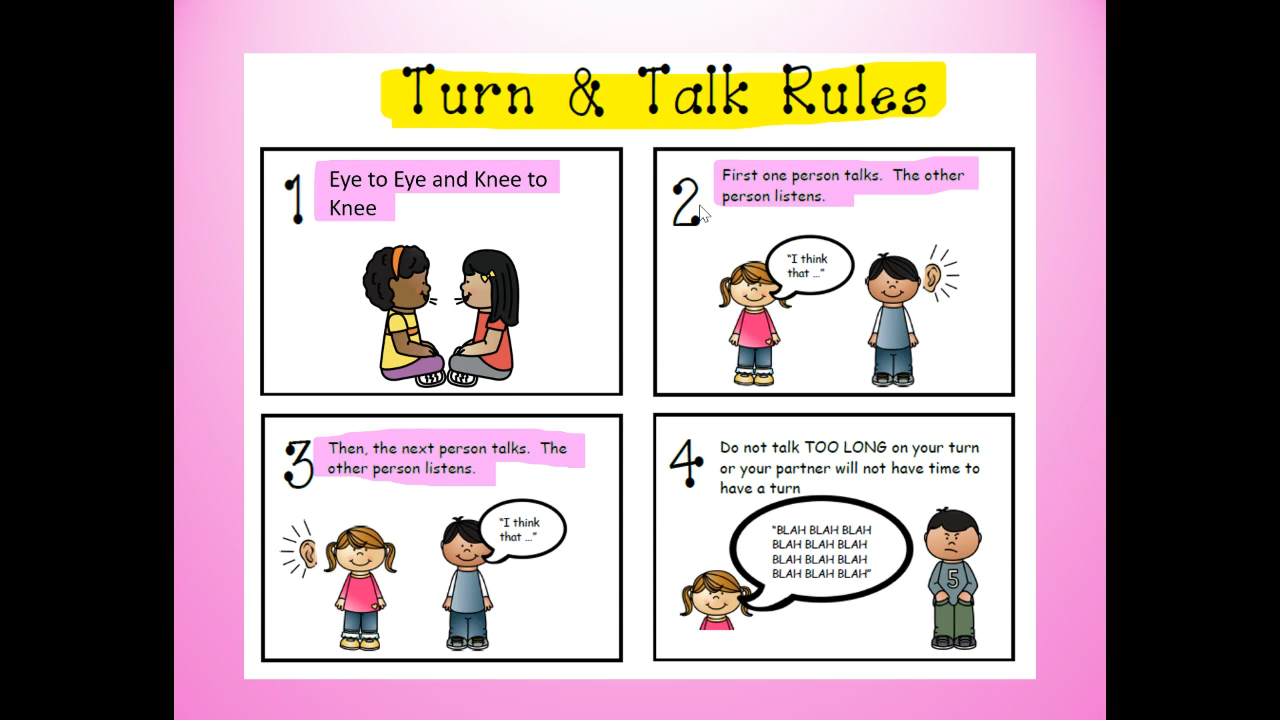 Turn & Talk Rules
1
Eye to Eye and Knee to
Knee
2
First one person talks. The other
person listens.
"I think
that ..."
3
Then, the next person talks. The
other person listens.
"I think
that ..."
4
Do not talk TOO LONG on your turn
or your partner will not have time to
have a turn
"BLAH BLAH BLAH
BLAH BLAH BLAH
BLAH BLAH BLAH
BLAH BLAH BLAH"
5